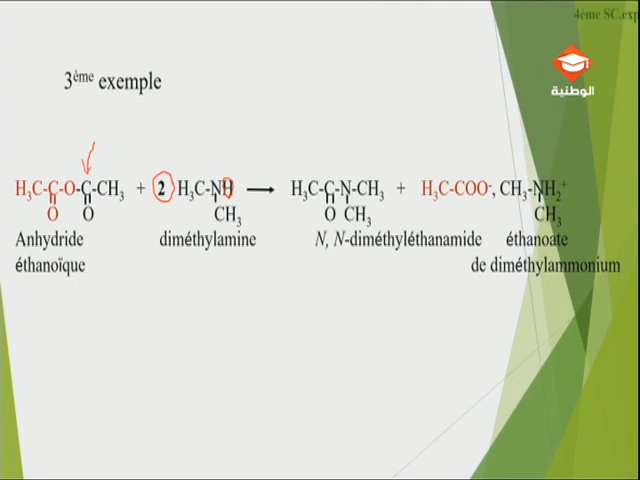 4ème SC.exp
الوطنية
3ème exemple
H3C-C-O-C-CH3 + 2 H3C-NH ⟶ H3C-C-N-CH3 + H3C-COO-, CH3-NH2+
O O CH3 O CH3 CH3
Anhydride diméthylamine N, N-diméthyléthanamide éthanoate
éthanoïque de diméthylammonium